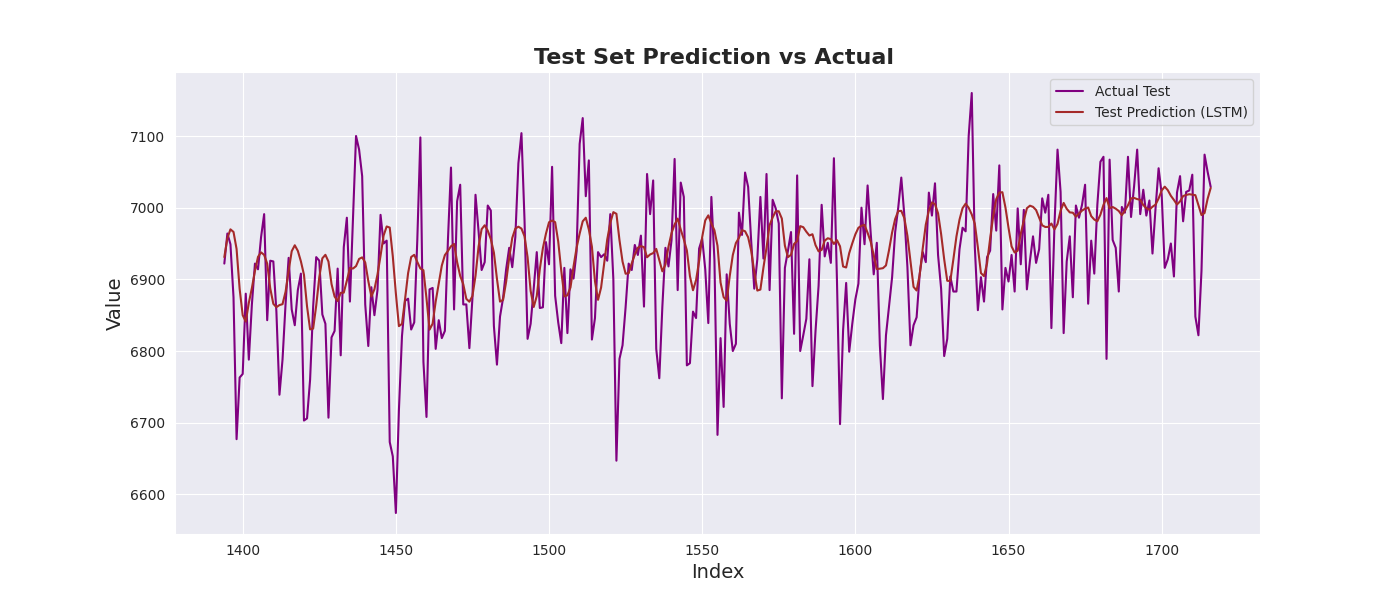 Test Set Prediction vs Actual
Actual Test
Test Prediction (LSTM)
7100
7000
6900
6800
6700
6600
Value
1400 1450 1500 1550 1600 1650 1700
Index